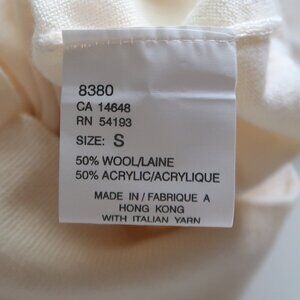 8380
CA 14648
RN 54193
SIZE: S
50% WOOL/LAINE
50% ACRYLIC/ACRYLIQUE
MADE IN / FABRIQUE A
HONG KONG
WITH ITALIAN YARN